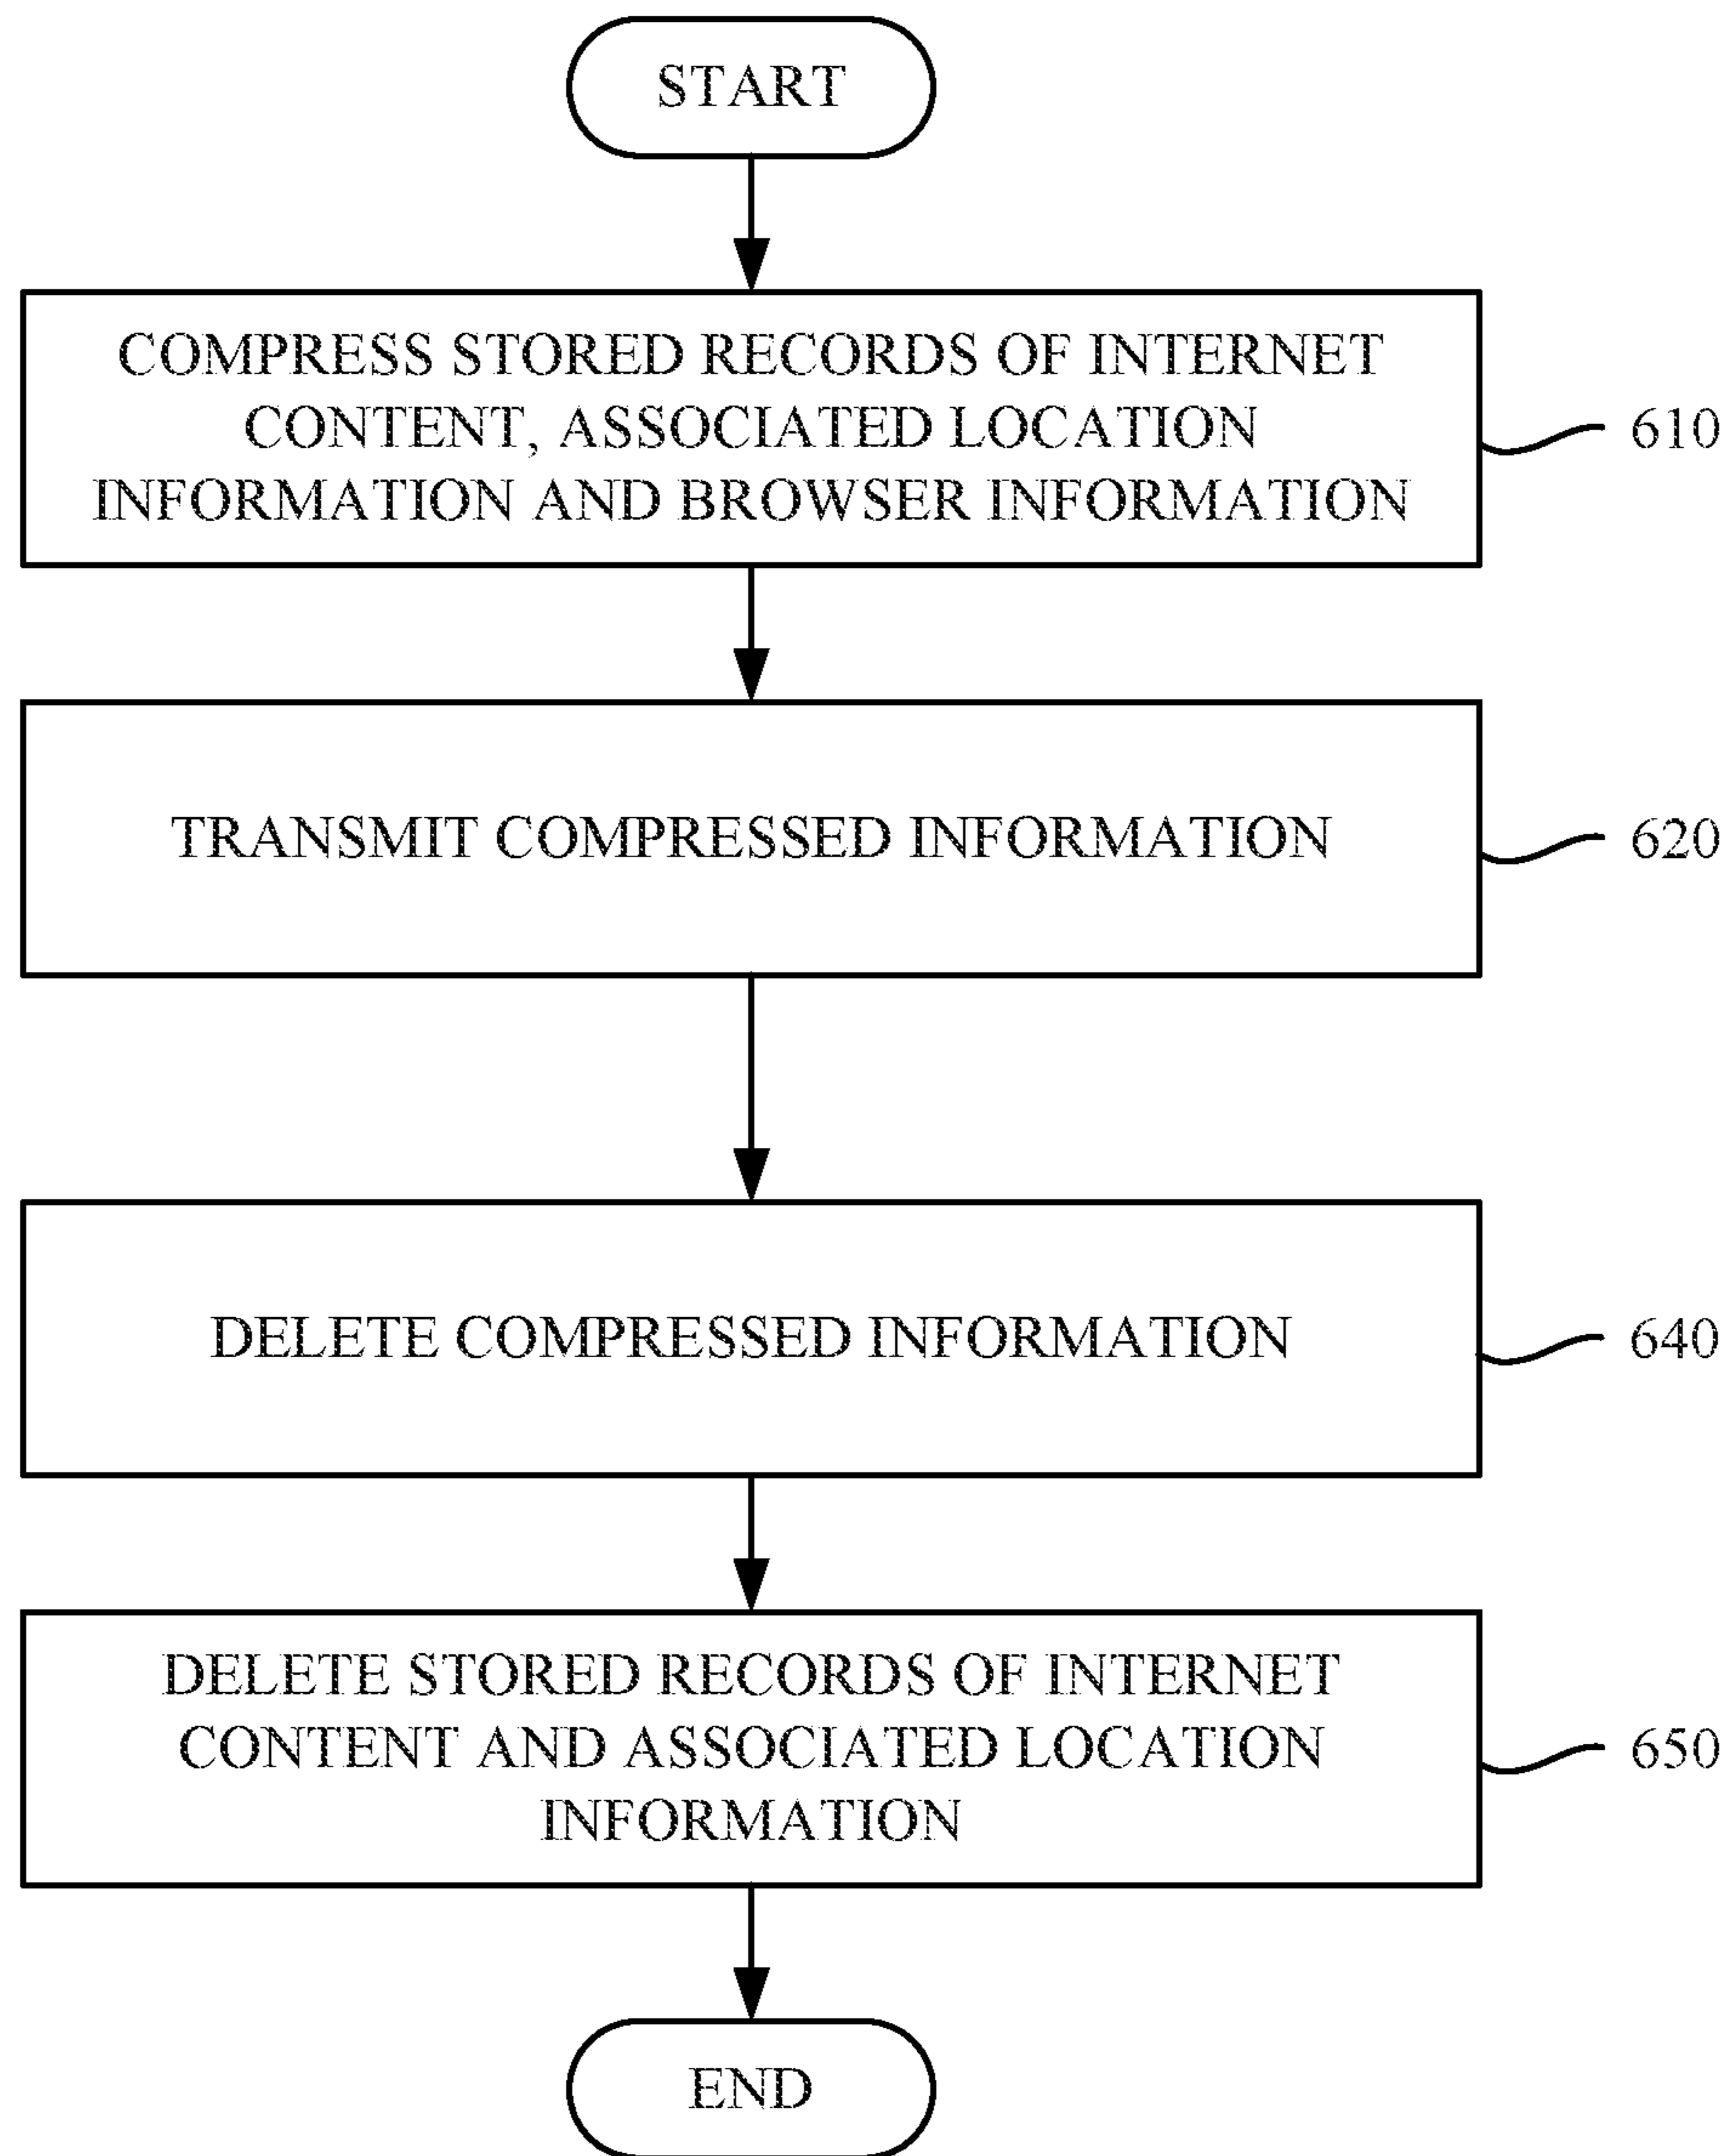 START
COMPRESS STORED RECORDS OF INTERNET
CONTENT, ASSOCIATED LOCATION
INFORMATION AND BROWSER INFORMATION
610
TRANSMIT COMPRESSED INFORMATION
620
DELETE COMPRESSED INFORMATION
640
DELETE STORED RECORDS OF INTERNET
CONTENT AND ASSOCIATED LOCATION
INFORMATION
650
END